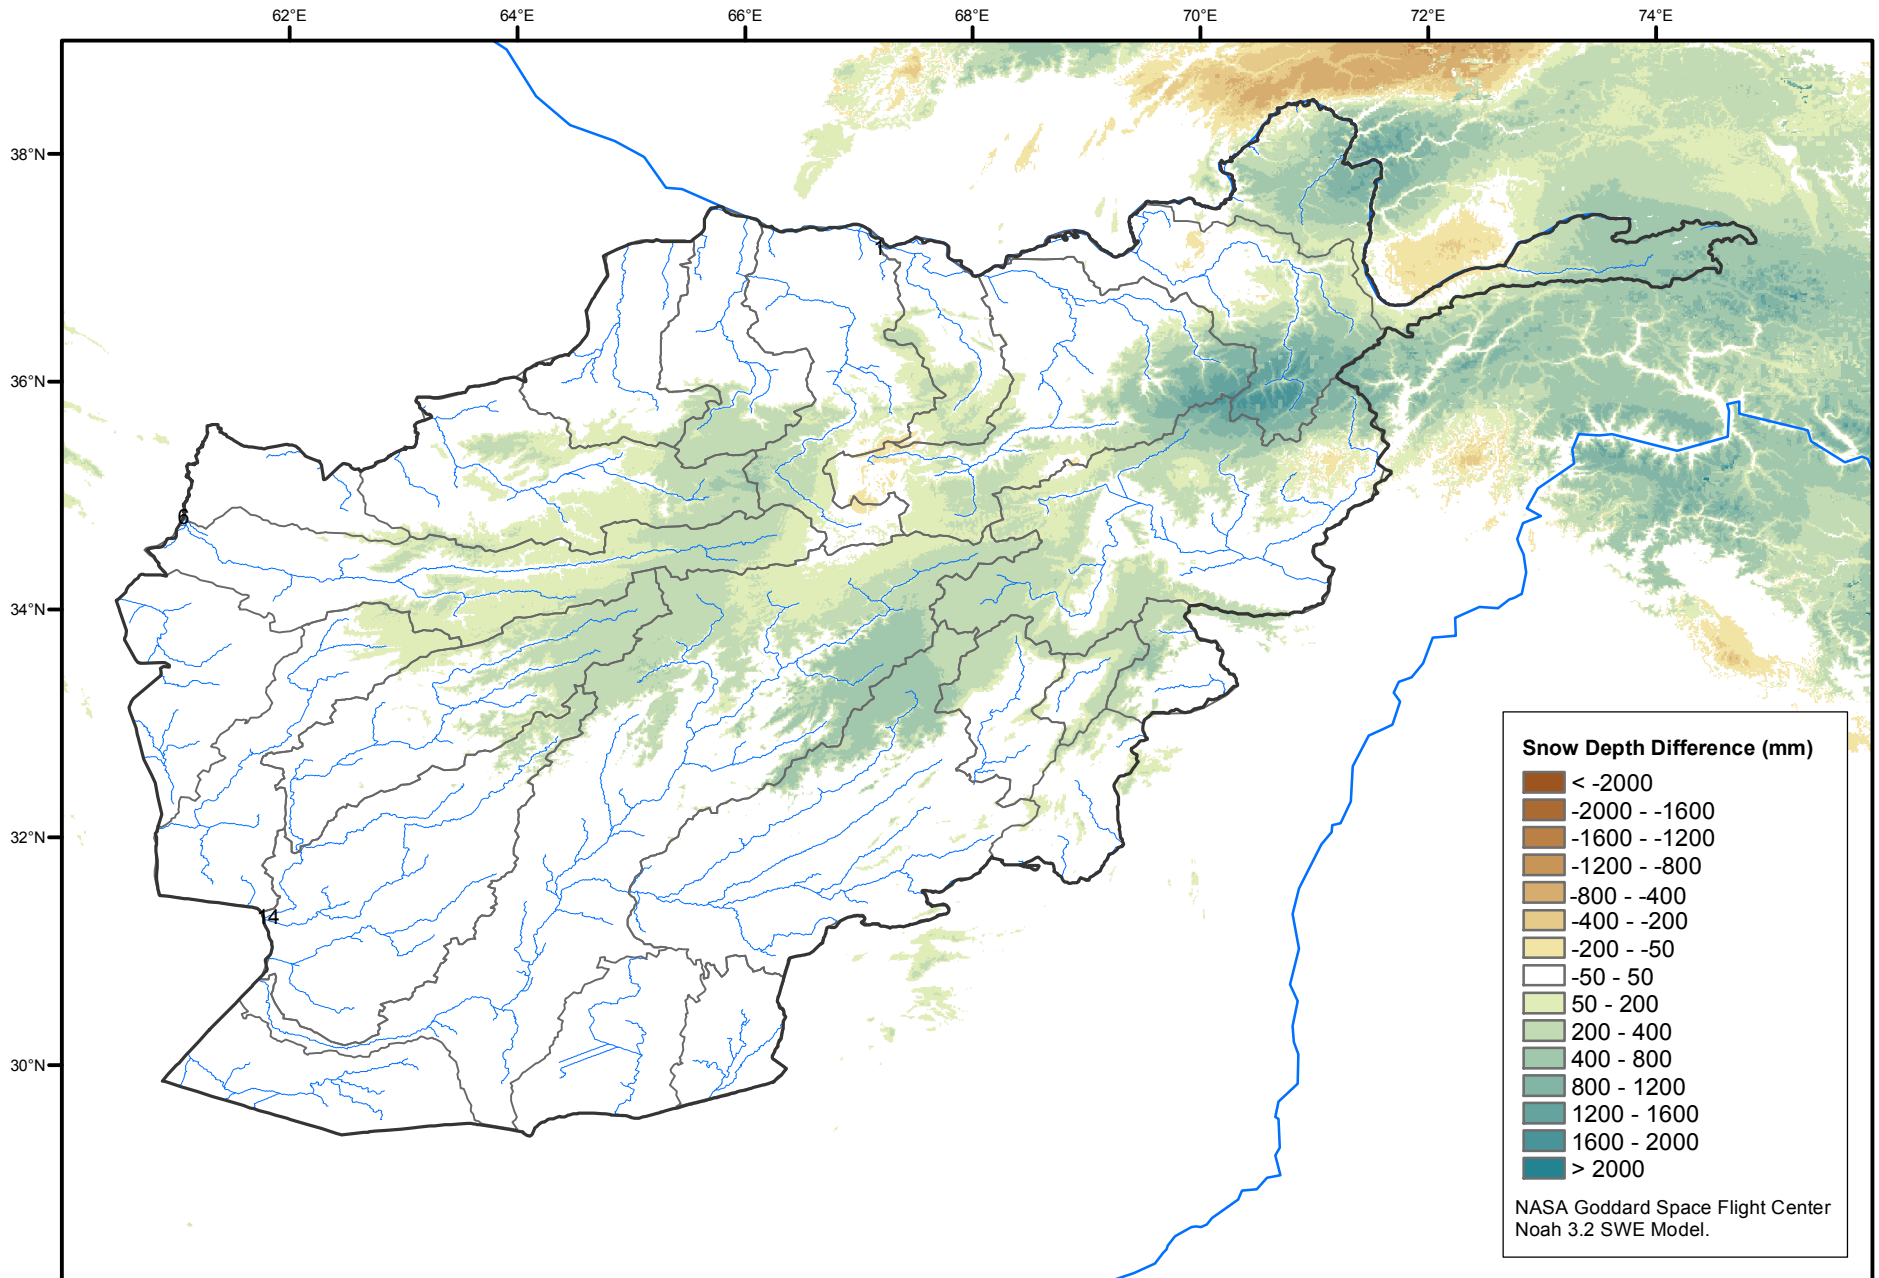 62°E 64°E 66°E 68°E 70°E 72°E 74°E
38°N
1
36°N
6
34°N
32°N
14
30°N
Snow Depth Difference (mm)
< -2000
-2000 - -1600
-1600 - -1200
-1200 - -800
-800 - -400
-400 - -200
-200 - -50
-50 - 50
50 - 200
200 - 400
400 - 800
800 - 1200
1200 - 1600
1600 - 2000
> 2000
NASA Goddard Space Flight Center
Noah 3.2 SWE Model.